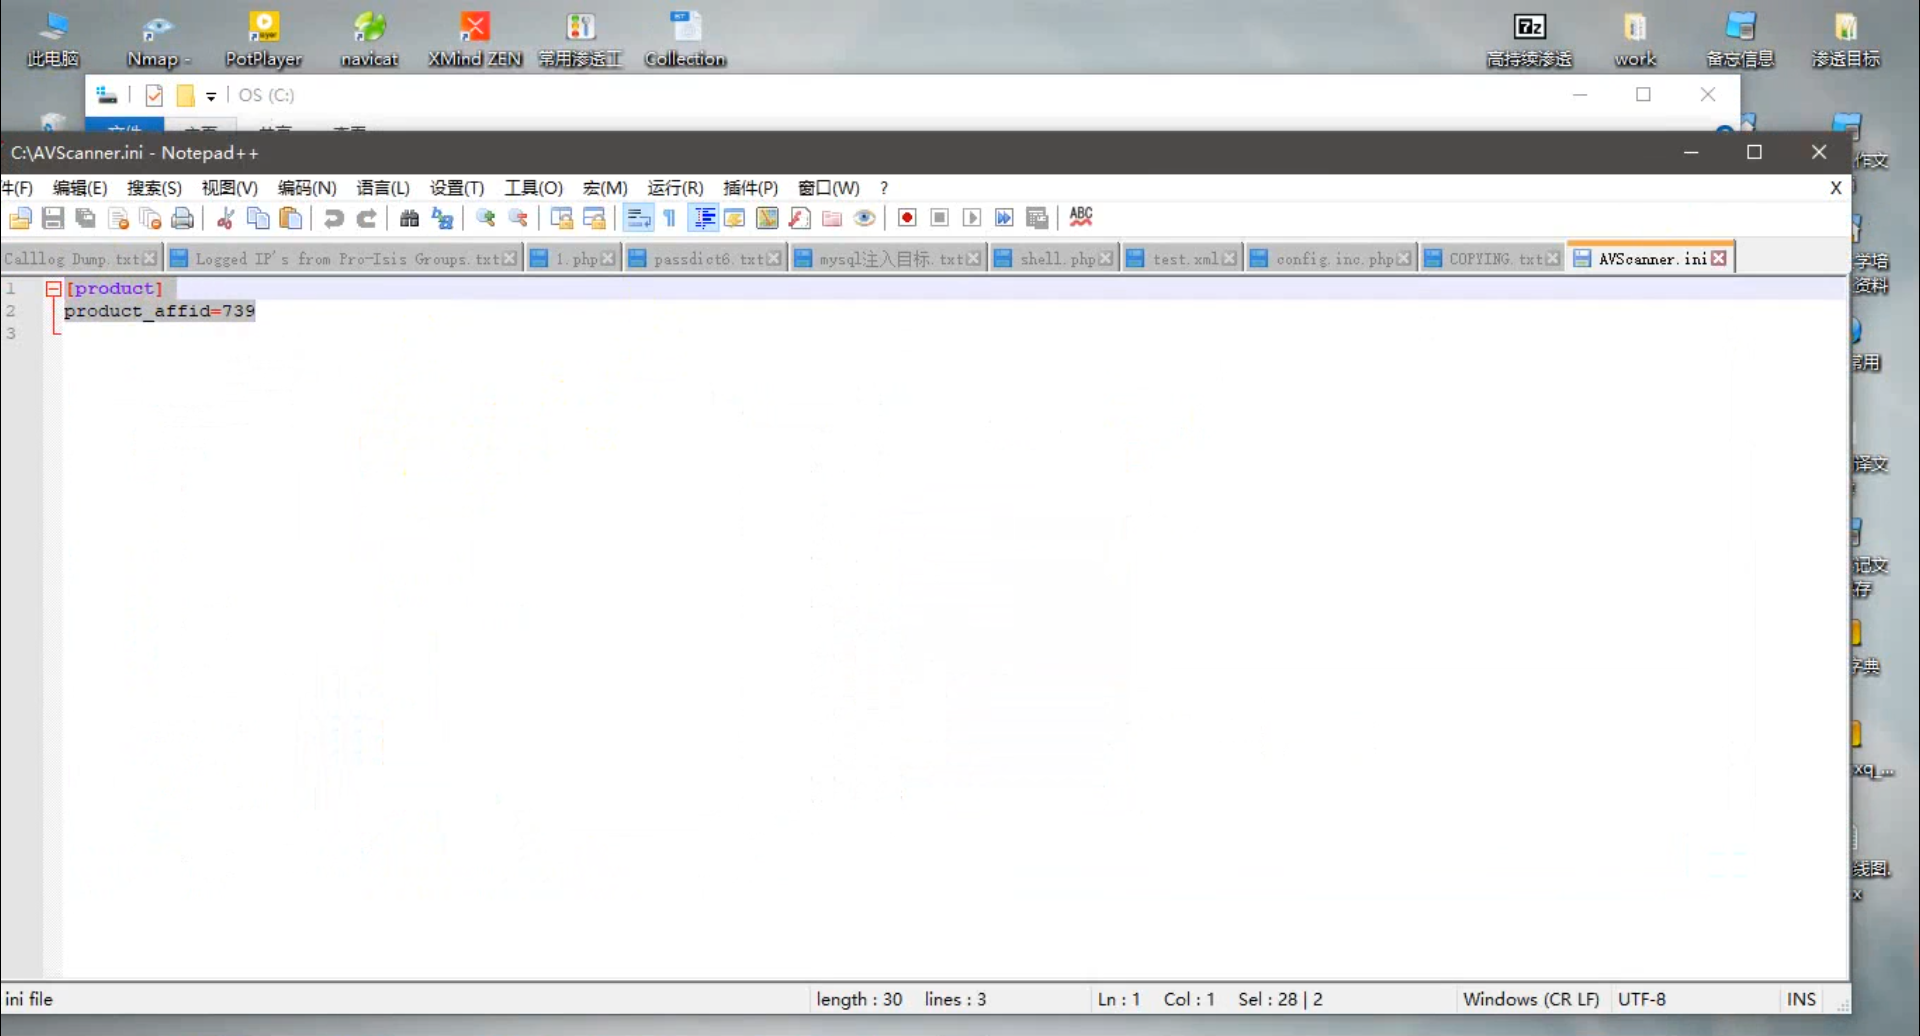 此电脑
Nmap -
PotPlayer
navicat
XMind ZEN
常用渗透工
Collection
高持续渗透
work
备忘信息
渗透目标
OS (C:)
C:\AVScanner.ini - Notepad++
件(F) 编辑(E) 搜索(S) 视图(V) 编码(N) 语言(L) 设置(T) 工具(O) 宏(M) 运行(R) 插件(P) 窗口(W) ? X
ABC
Calllog Dump.txt Logged IP's from Pro-Isis Groups.txt 1.php passdict6.txt mysql注入目标.txt shell.php test.xml config.inc.php COPYING.txt AVScanner.ini
1 [product]
2 product_affid=739
3
作文
学培
资料
常用
译文
记文
存
字典
xq_...
线图.
x
ini file length : 30 lines : 3 Ln : 1 Col : 1 Sel : 28 | 2 Windows (CR LF) UTF-8 INS